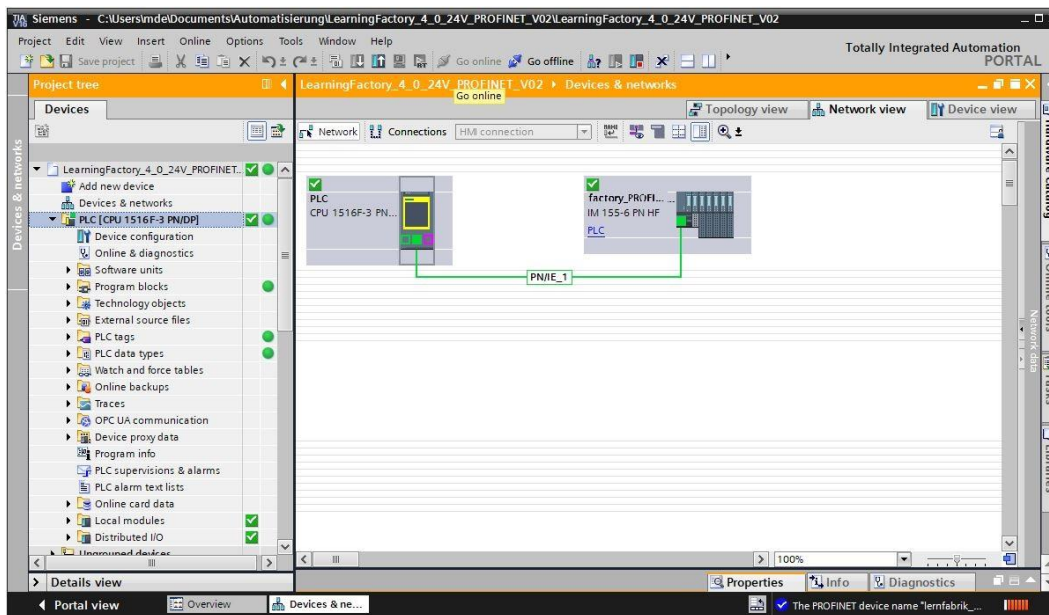 Siemens - C:\Users\mde\Documents\Automatisierung\LearningFactory_4_0_24V_PROFINET_V02\LearningFactory_4_0_24V_PROFINET_V02
Project Edit View Insert Online Options Tools Window Help
Totally Integrated Automation
PORTAL
Save project Go online Go offline
Project tree
LearningFactory_4_0_24V_PROFINET_V02 Devices & networks
Go online
Devices
Topology view Network view Device view
Network Connections HMI connection
LearningFactory_4_0_24V_PROFINET...
Add new device
Devices & networks
PLC [CPU 1516F-3 PN/DP]
Device configuration
Online & diagnostics
Software units
Program blocks
Technology objects
External source files
PLC tags
PLC data types
Watch and force tables
Online backups
Traces
OPC UA communication
Device proxy data
Program info
PLC supervisions & alarms
PLC alarm text lists
Online card data
Local modules
Distributed I/O
Ungrouped devices
PLC
CPU 1516F-3 PN...
factory_PROFI...
IM 155-6 PN HF
PLC
PN/IE_1
Devices & networks
Network data
100%
Details view
Properties Info Diagnostics
Portal view Overview Devices & ne...
The PROFINET device name "lernfabrik_...